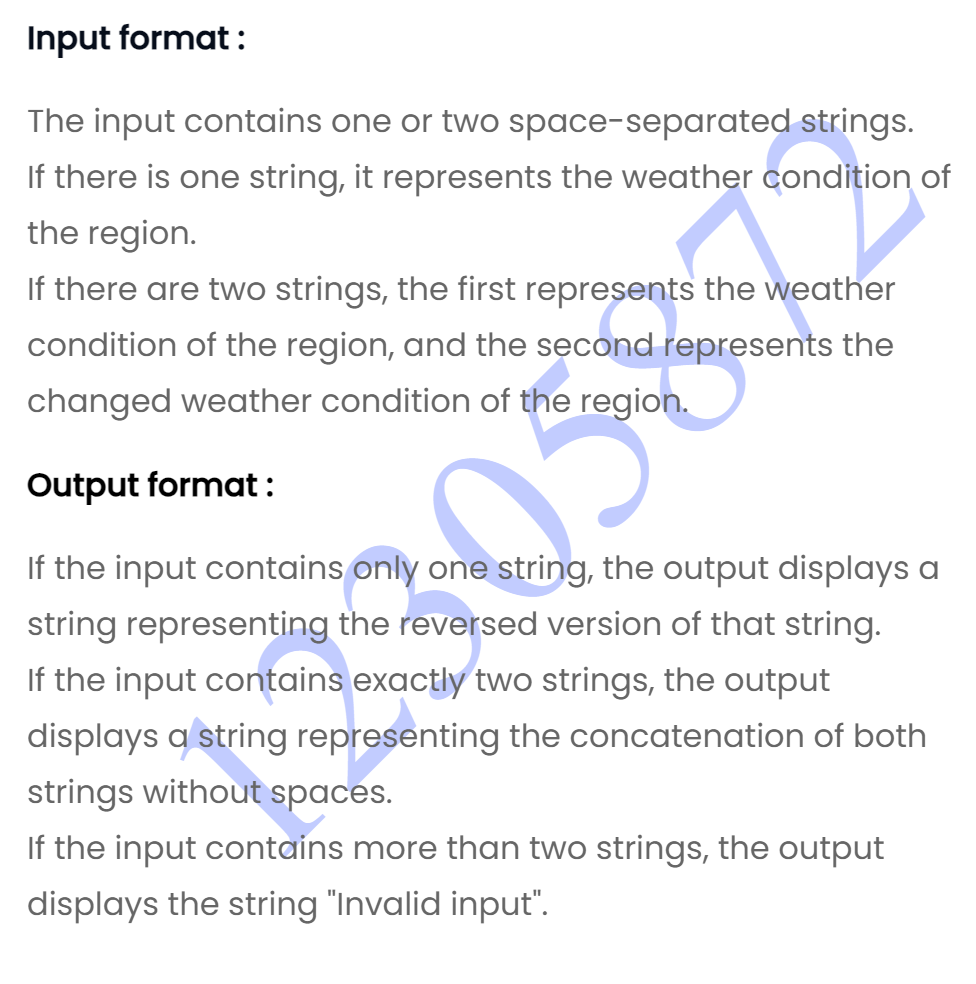 Input format :
The input contains one or two space-separated strings.
If there is one string, it represents the weather condition of
the region.
If there are two strings, the first represents the weather
condition of the region, and the second represents the
changed weather condition of the region.
Output format :
If the input contains only one string, the output displays a
string representing the reversed version of that string.
If the input contains exactly two strings, the output
displays a string representing the concatenation of both
strings without spaces.
If the input contains more than two strings, the output
displays the string "Invalid input".
12305872